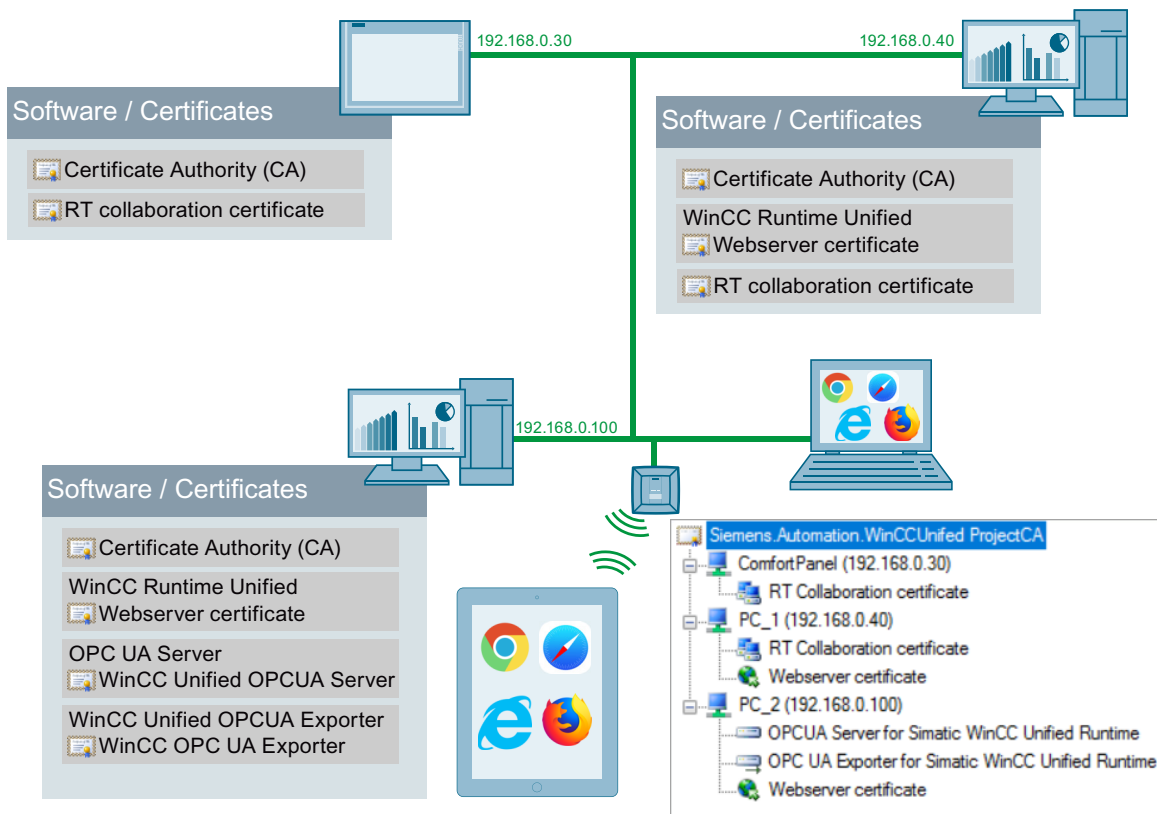 192.168.0.30
192.168.0.40
Software / Certificates
Certificate Authority (CA)
RT collaboration certificate
Software / Certificates
Certificate Authority (CA)
WinCC Runtime Unified
Webserver certificate
RT collaboration certificate
192.168.0.100
Software / Certificates
Certificate Authority (CA)
WinCC Runtime Unified
Webserver certificate
OPC UA Server
WinCC Unified OPCUA Server
WinCC Unified OPCUA Exporter
WinCC OPC UA Exporter
Siemens.Automation.WinCCUnifed ProjectCA
ComfortPanel (192.168.0.30)
RT Collaboration certificate
PC_1 (192.168.0.40)
RT Collaboration certificate
Webserver certificate
PC_2 (192.168.0.100)
OPCUA Server for Simatic WinCC Unified Runtime
OPC UA Exporter for Simatic WinCC Unified Runtime
Webserver certificate